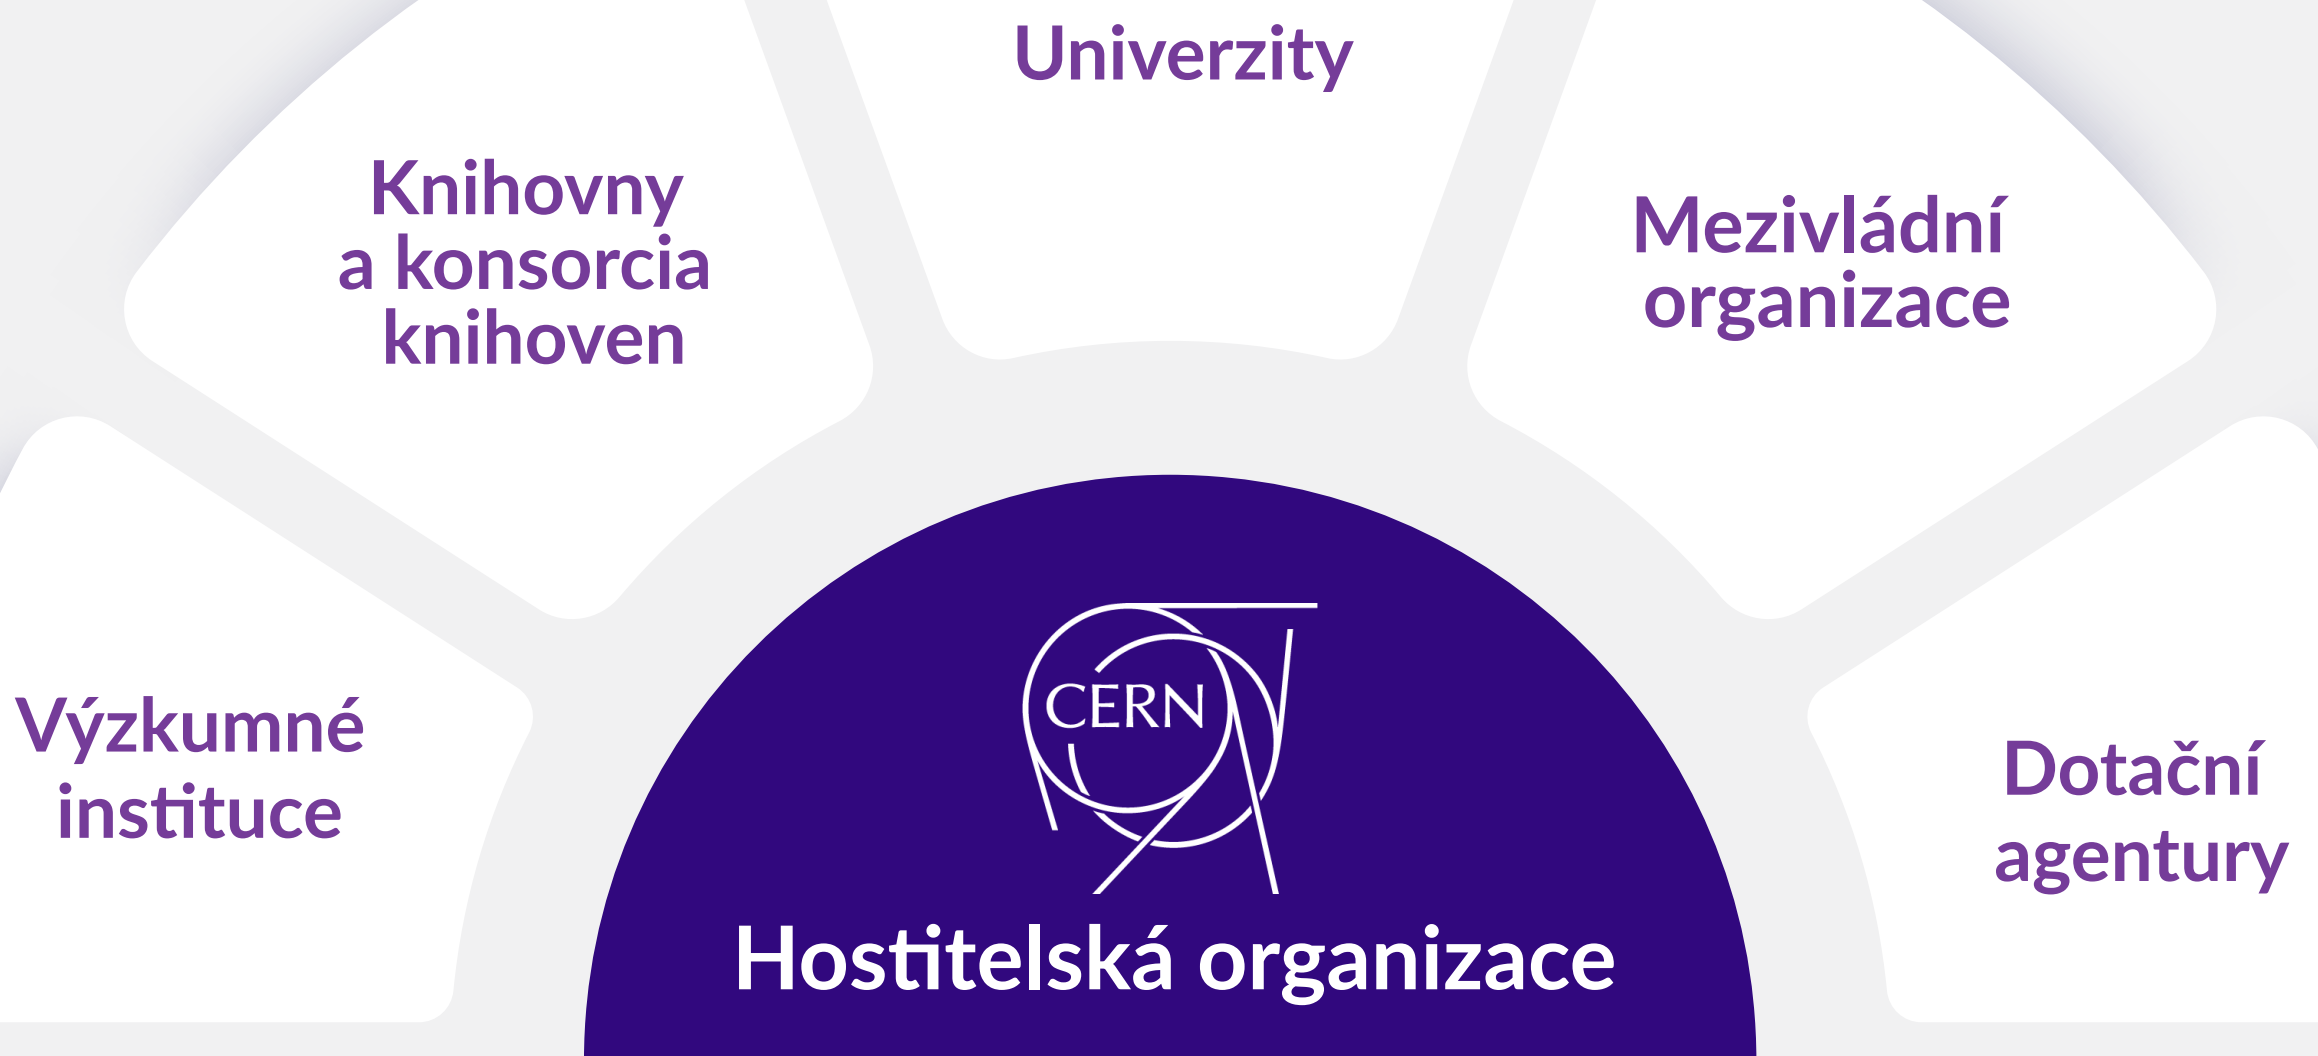 Univerzity
Knihovny
a konsorcia
knihoven
Mezivládní
organizace
Výzkumné
instituce
Dotační
agentury
CERN
Hostitelská organizace